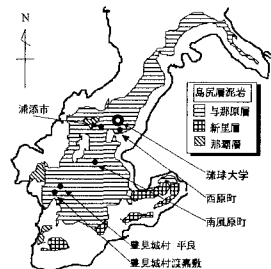 N
浦添市
島尻層泥岩
与那原層
新里層
那覇層
琉球大学
西原町
南風原町
豊見城村 平良
豊見城村渡嘉敷